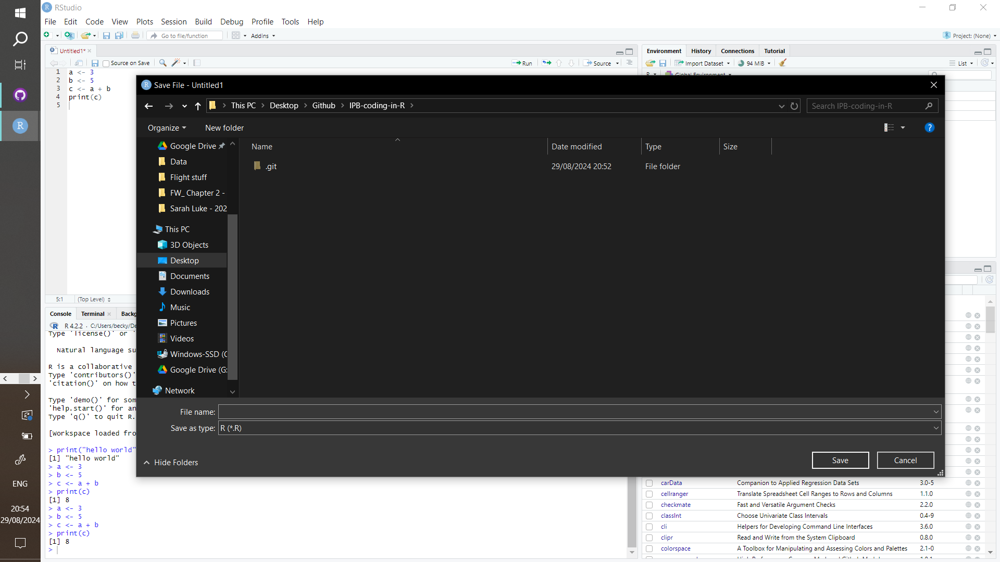 RStudio
File Edit Code View Plots Session Build Debug Profile Tools Help
Go to file/function Addins Project: (None)
Untitled1*
Source on Save Run Source
1 a <- 3
2 b <- 5
3 c <- a + b
4 print(c)
5
5:1 (Top Level)
Environment History Connections Tutorial
Import Dataset 94 MiB List
R Global Environment
Save File - Untitled1
This PC Desktop Github IPB-coding-in-R
Search IPB-coding-in-R
Organize New folder
Name Date modified Type Size
.git 29/08/2024 20:52 File folder
Google Drive
Data
Flight stuff
FW_ Chapter 2 -
Sarah Luke - 202
This PC
3D Objects
Desktop
Documents
Downloads
Music
Pictures
Videos
Windows-SSD (C
Google Drive (G:
Network
File name:
Save as type: R (*.R)
Hide Folders
Save Cancel
Console Terminal Backg
R 4.2.2 · C:/Users/becky/De
Type 'license()' or '
Natural language su
R is a collaborative
Type 'contributors()'
'citation()' on how t
Type 'demo()' for som
'help.start()' for an
Type 'q()' to quit R.
[Workspace loaded fro
> print("hello world"
[1] "hello world"
> a <- 3
> b <- 5
> c <- a + b
> print(c)
[1] 8
> a <- 3
> b <- 5
> c <- a + b
> print(c)
[1] 8
>
carData Companion to Applied Regression Data Sets 3.0-5
cellranger Translate Spreadsheet Cell Ranges to Rows and Columns 1.1.0
checkmate Fast and Versatile Argument Checks 2.2.0
classInt Choose Univariate Class Intervals 0.4-9
cli Helpers for Developing Command Line Interfaces 3.6.0
clipr Read and Write from the System Clipboard 0.8.0
colorspace A Toolbox for Manipulating and Assessing Colors and Palettes 2.1-0
ENG
20:54
29/08/2024